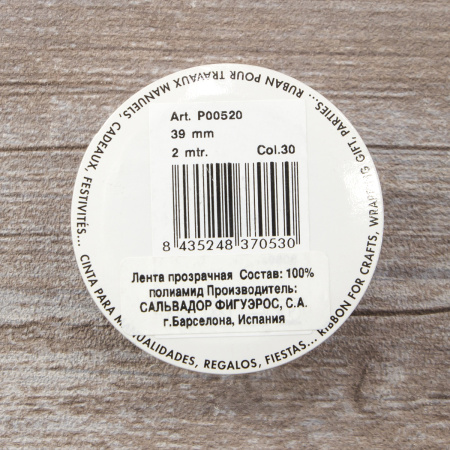 RUBAN POUR TRAVAUX MANUELS, CADEAUX, FESTIVITÉS...
Art. P00520
39 mm
2 mtr. Col.30
8 435248 370530
Лента прозрачная Состав: 100%
полиамид Производитель:
САЛЬВАДОР ФИГУЭРОС, С.А.
г.Барселона, Испания
CINTA PARA MANUALIDADES, REGALOS, FIESTAS...
RIBBON FOR CRAFTS, WRAPPING, GIFT, PARTIES...